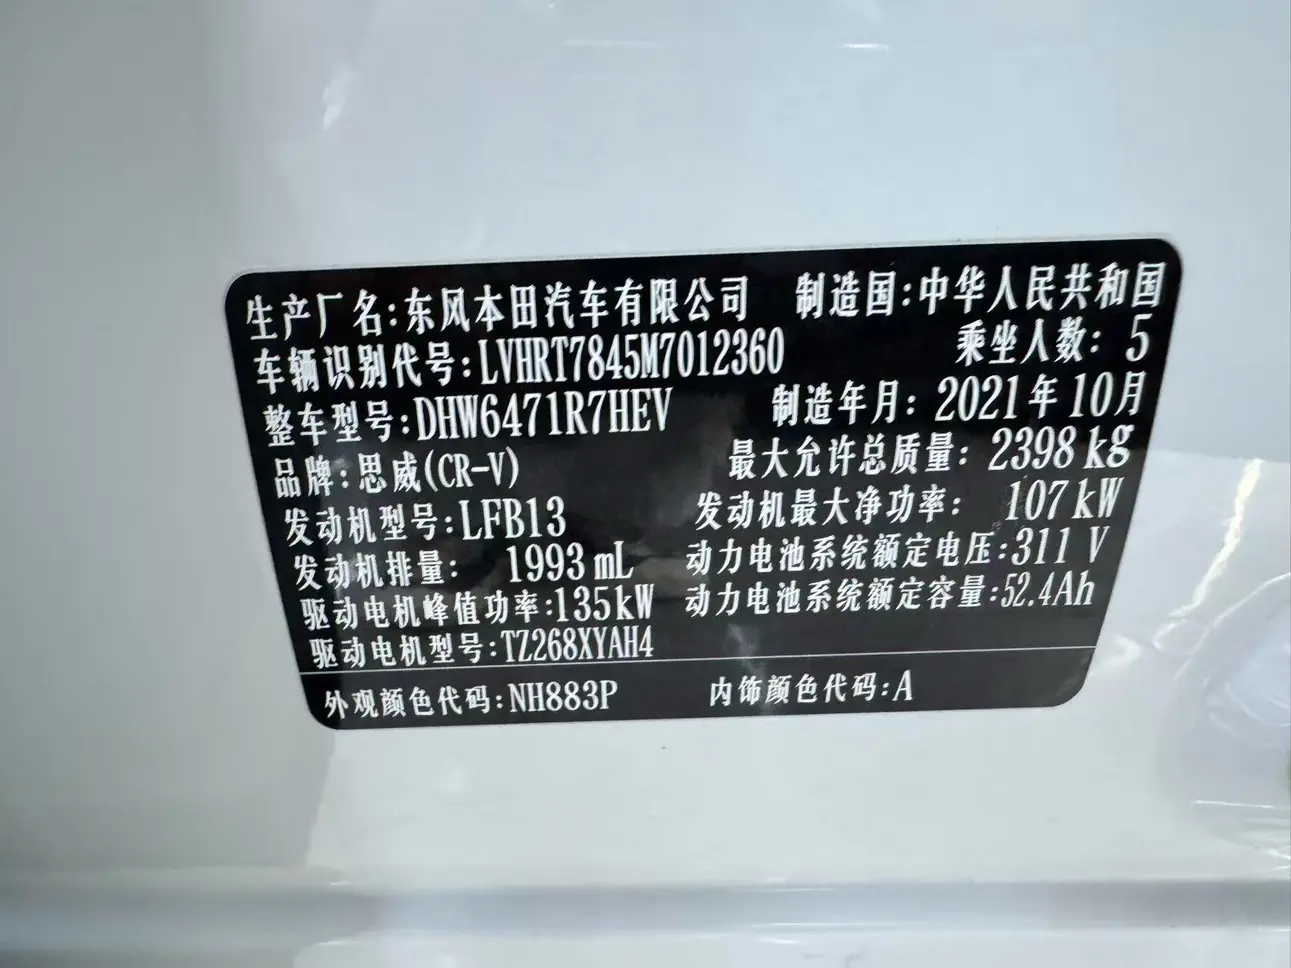 生产厂名:东风本田汽车有限公司 制造国:中华人民共和国
车辆识别代号:LVHRT7845M7012360 乘坐人数: 5
整车型号:DHW6471R7HEV 制造年月: 2021年10月
品牌:思威(CR-V) 最大允许总质量: 2398 kg
发动机型号:LFB13 发动机最大净功率: 107 kW
发动机排量: 1993 mL 动力电池系统额定电压:311 V
驱动电机峰值功率:135kW 动力电池系统额定容量:52.4Ah
驱动电机型号:TZ268XYAH4
外观颜色代码:NH883P 内饰颜色代码:A